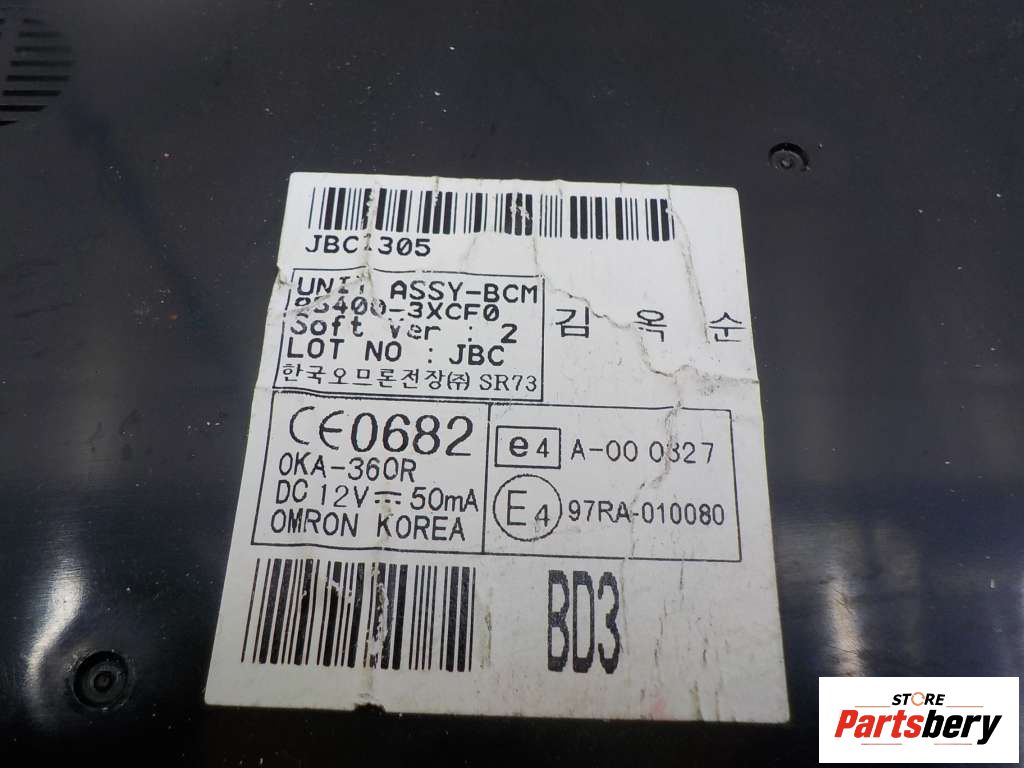 JBC1305
UNIT ASSY-BCM
95400-3XCF0
Soft Ver : 2
LOT NO : JBC
한국오므론전장㈜ SR73
김 옥 순
CE0682
OKA-360R
DC 12V ⎓ 50mA
OMRON KOREA
e4 A-00 0327
E4 97RA-010080
BD3
STORE
Partsbery